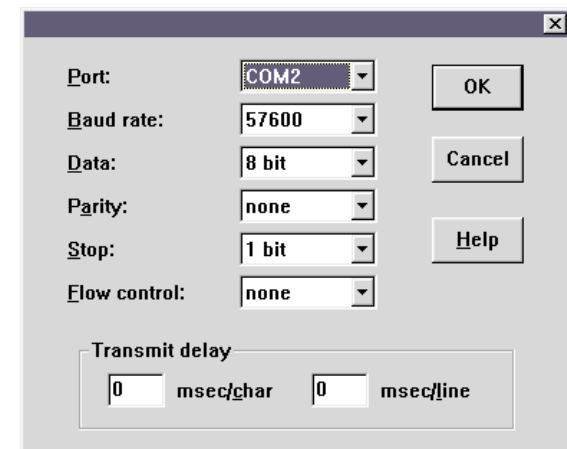 Port: COM2
OK
Baud rate: 57600
Data: 8 bit
Cancel
Parity: none
Stop: 1 bit
Help
Flow control: none
Transmit delay
0 msec/char 0 msec/line